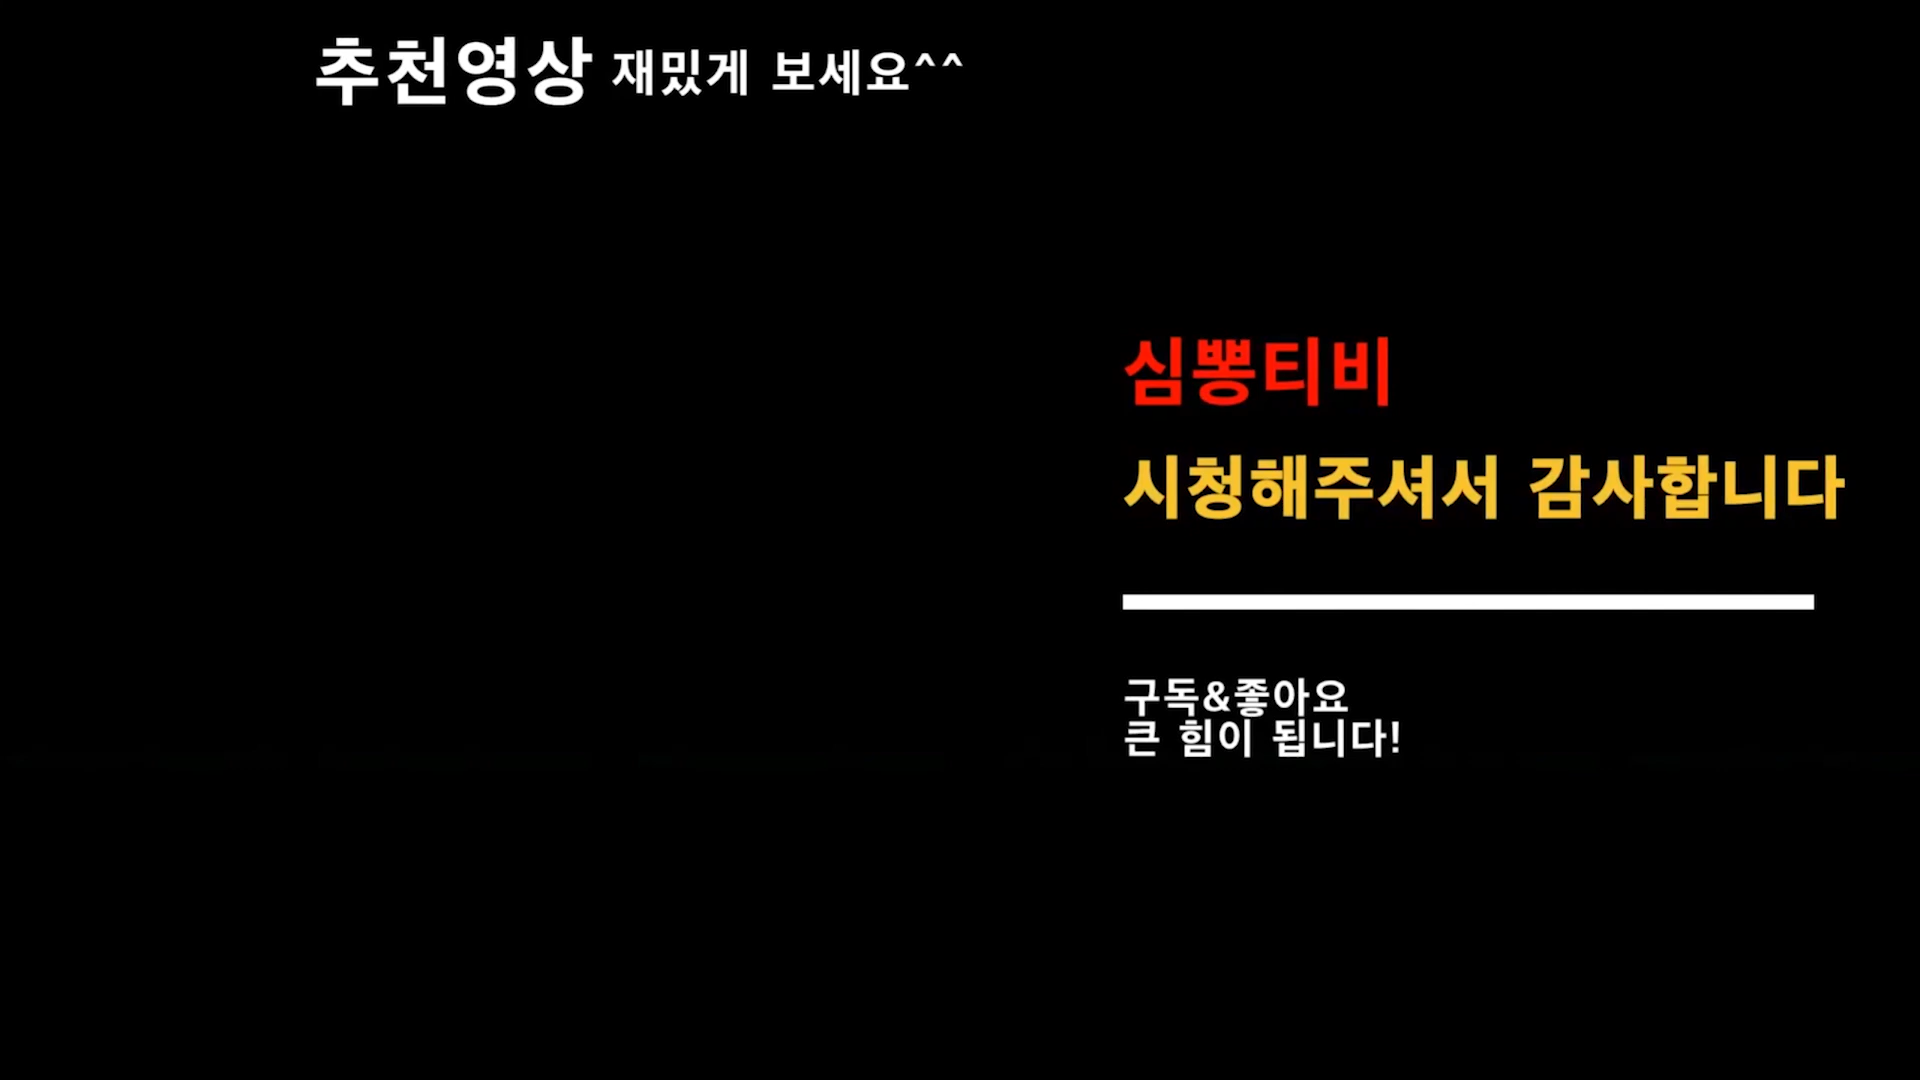 추천영상 재밌게 보세요^^
심뽕티비
시청해주셔서 감사합니다
구독&좋아요
큰 힘이 됩니다!